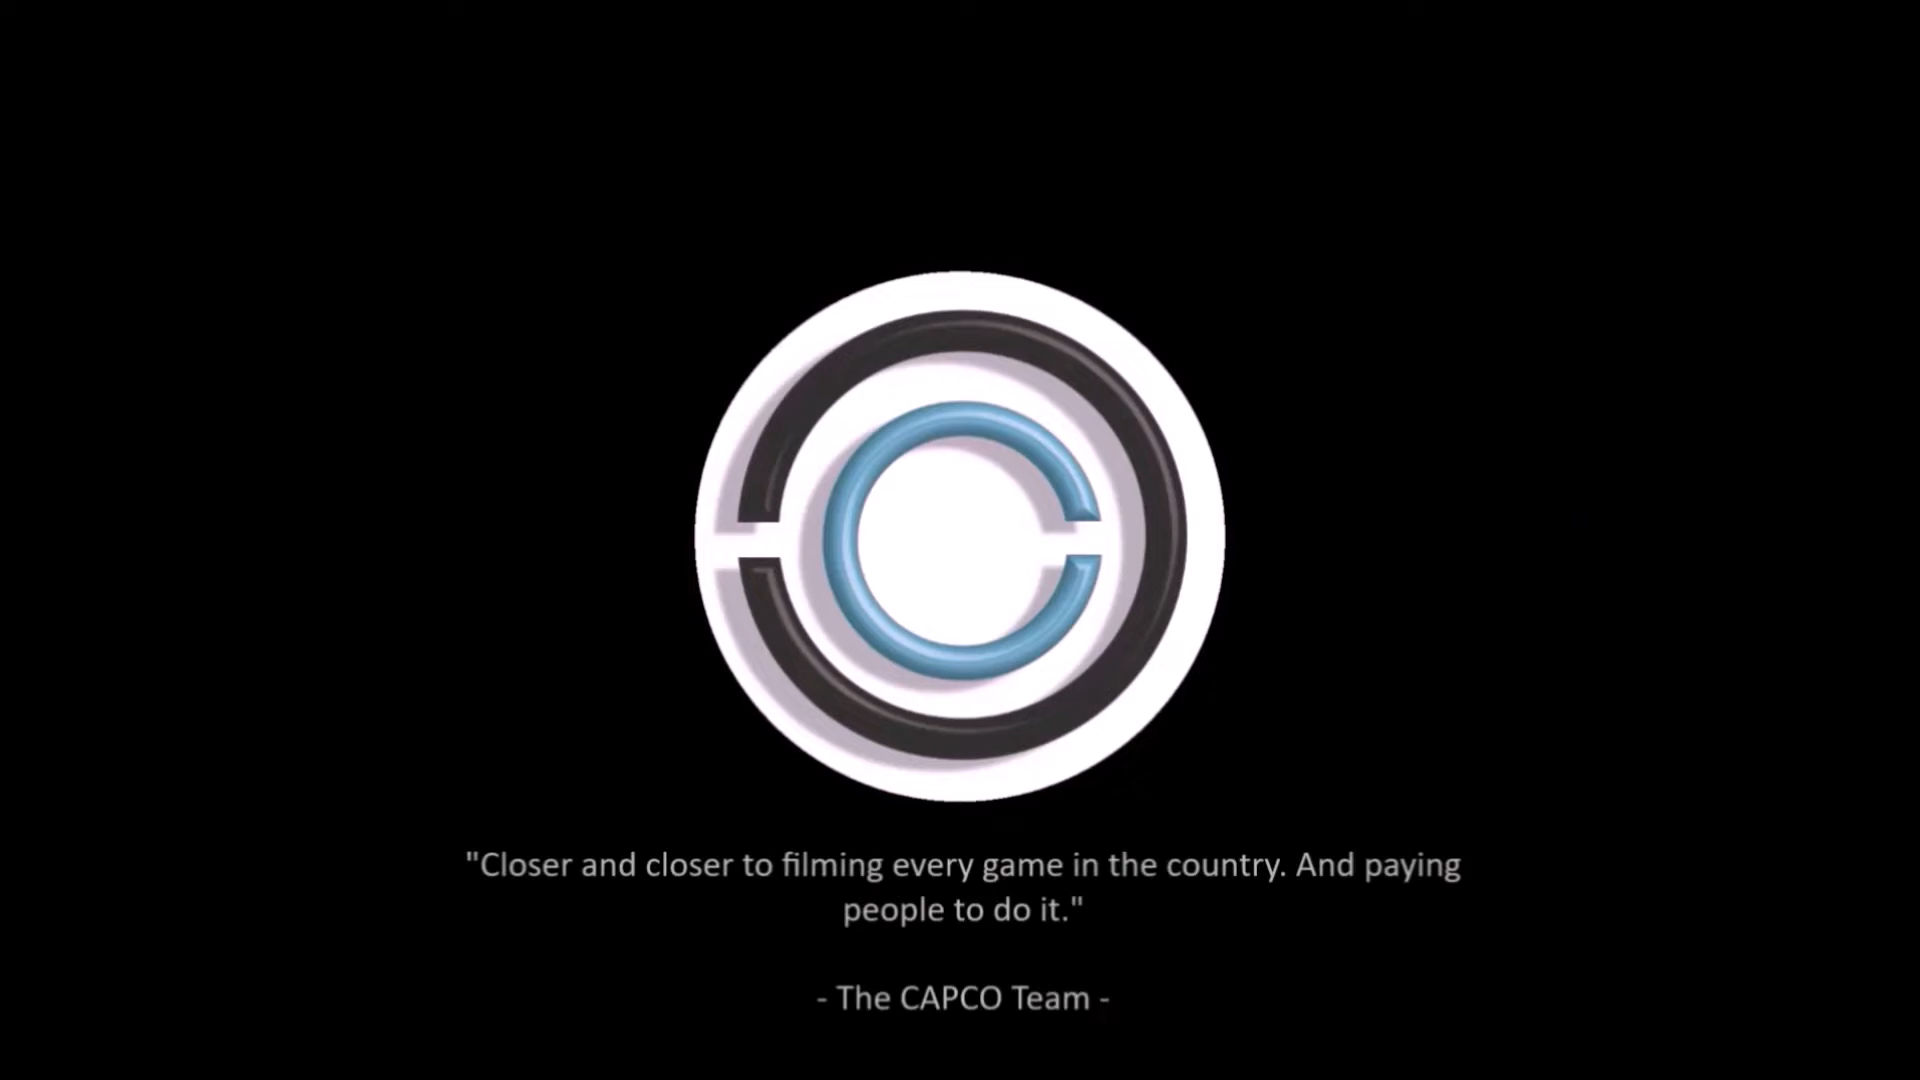 "Closer and closer to filming every game in the country. And paying
people to do it."
- The CAPCO Team -